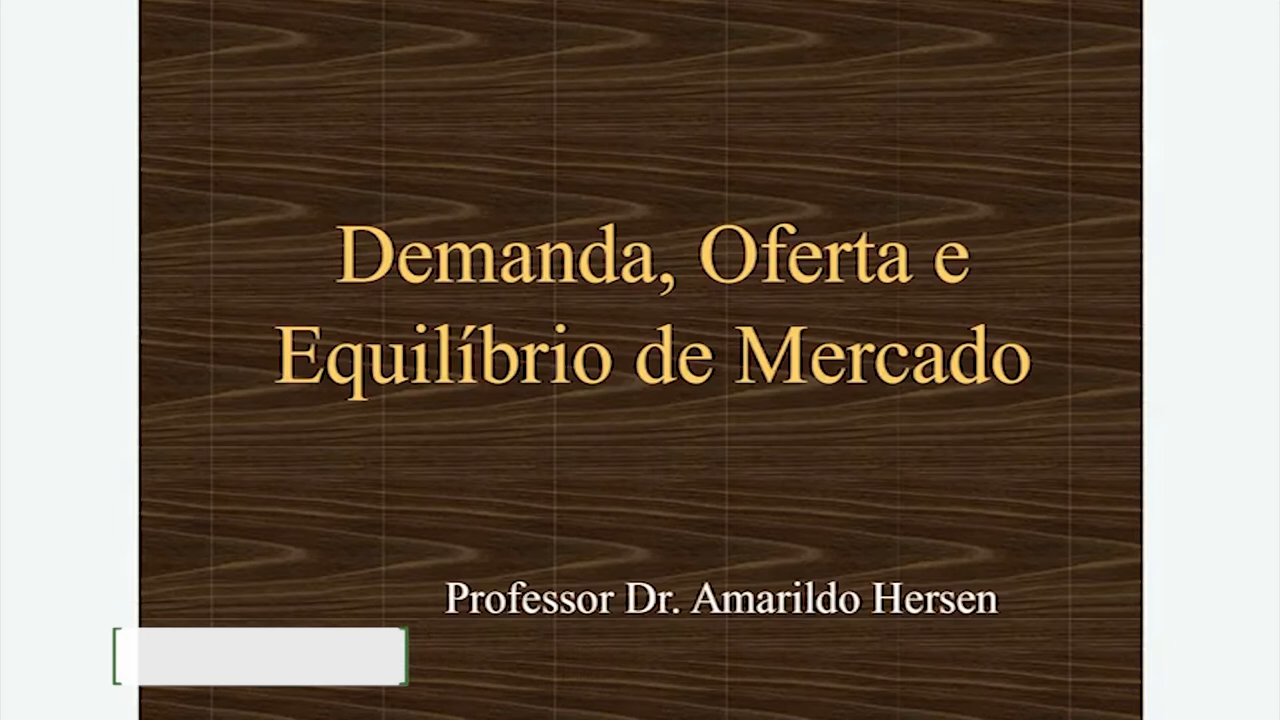 Demanda, Oferta e
Equilíbrio de Mercado
Professor Dr. Amarildo Hersen